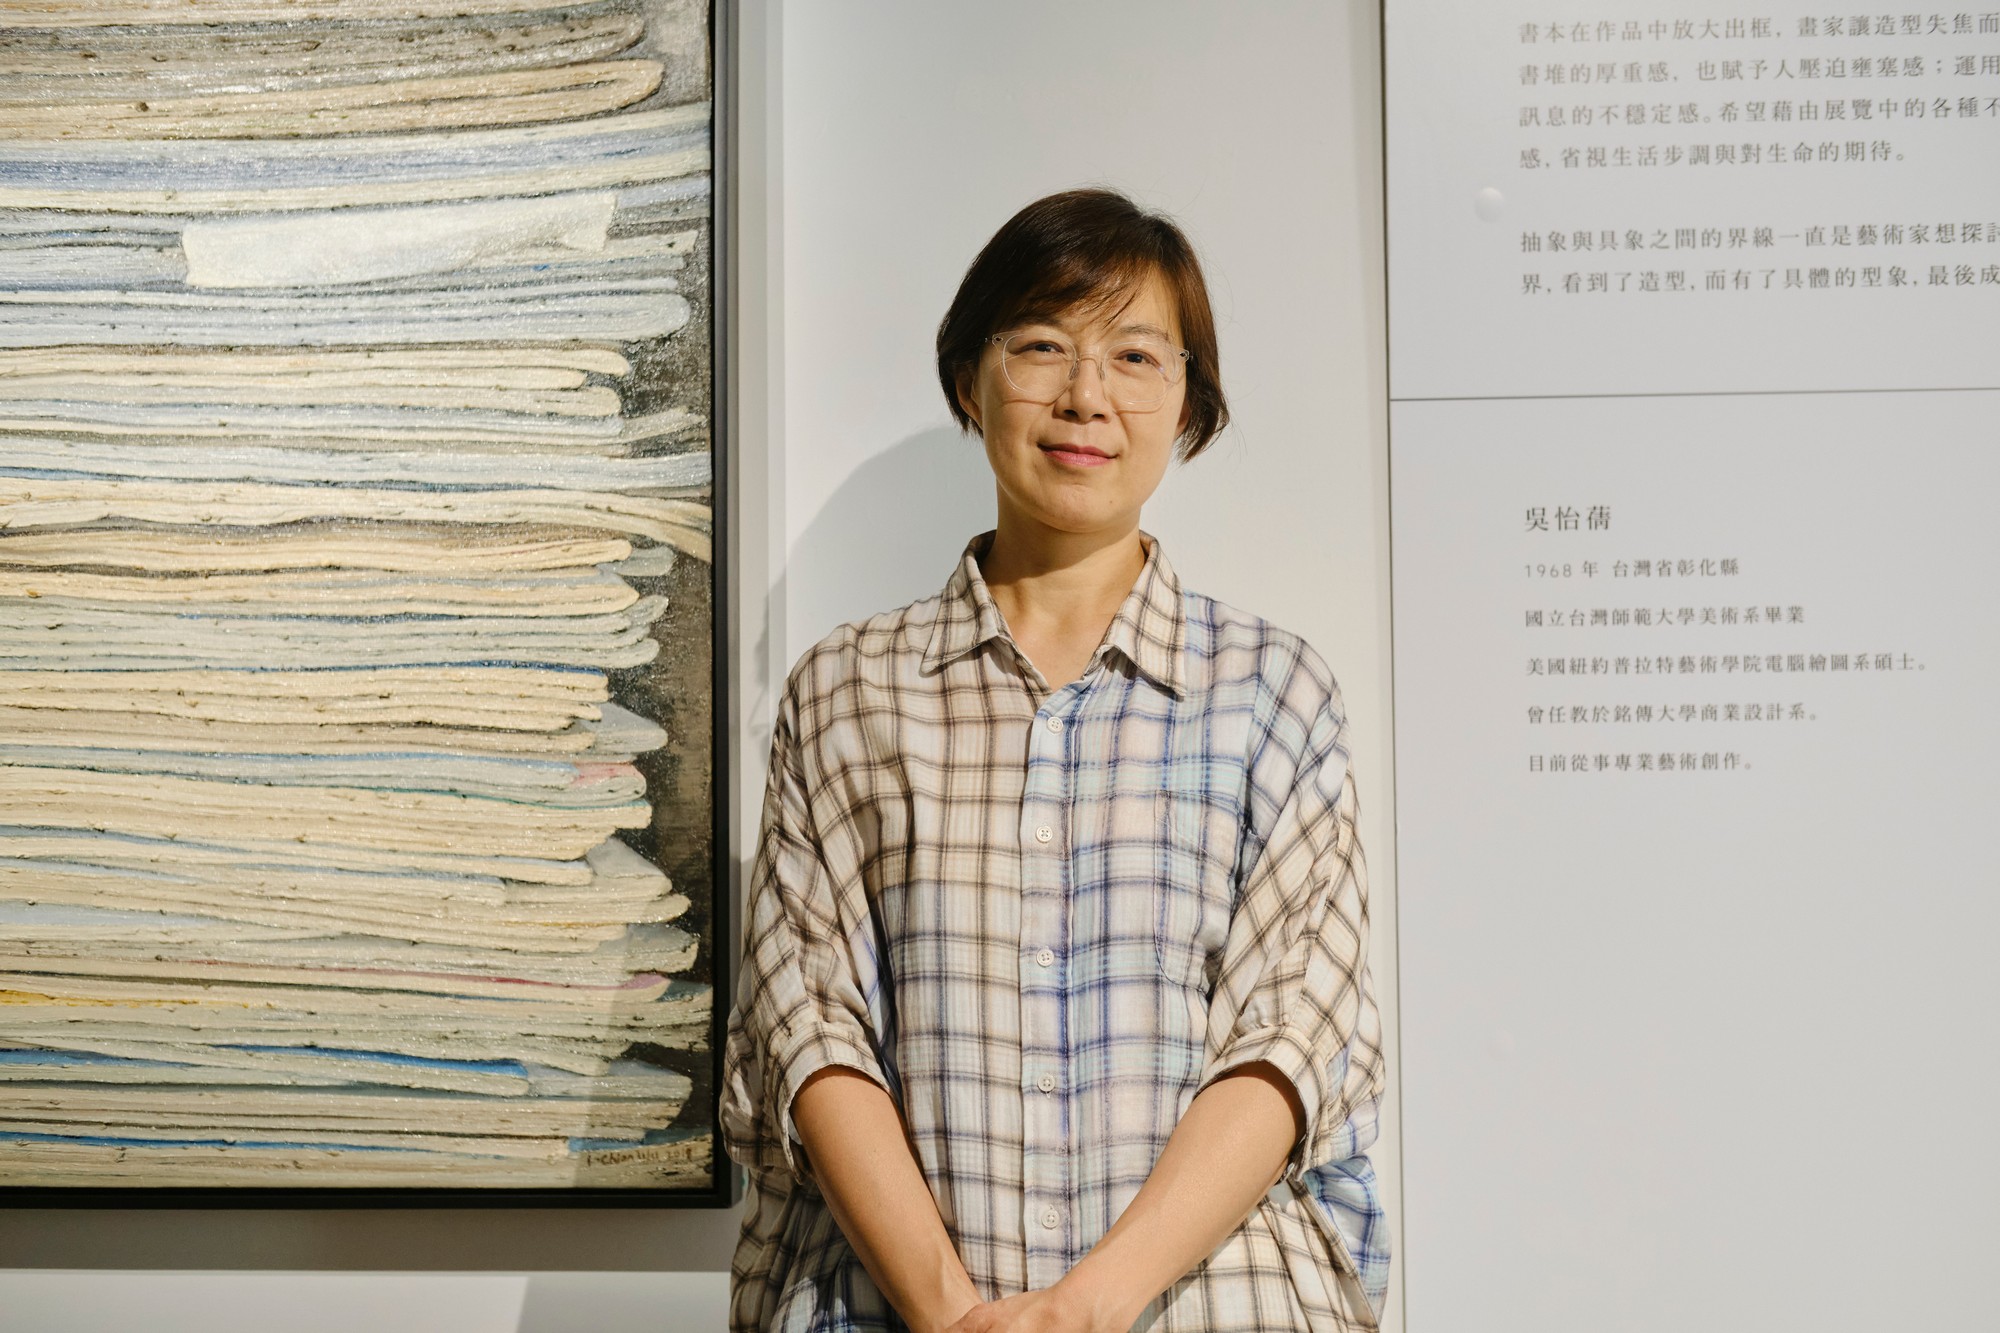 書本在作品中放大出框，畫家讓造型失焦而
書堆的厚重感，也賦予人壓迫壅塞感；運用
訊息的不穩定感。希望藉由展覽中的各種不
感，省視生活步調與對生命的期待。
抽象與具象之間的界線一直是藝術家想探討
界，看到了造型，而有了具體的型象，最後成
吳怡蒨
1968 年 台灣省彰化縣
國立台灣師範大學美術系畢業
美國紐約普拉特藝術學院電腦繪圖系碩士。
曾任教於銘傳大學商業設計系。
目前從事專業藝術創作。